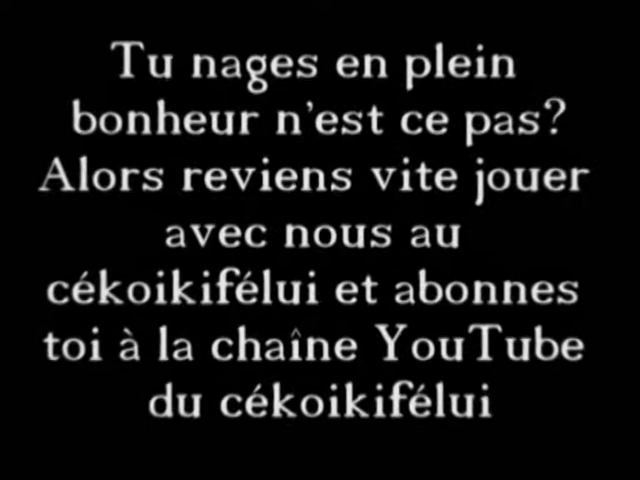 Tu nages en plein
bonheur n'est ce pas?
Alors reviens vite jouer
avec nous au
cékoikifélui et abonnes
toi à la chaîne YouTube
du cékoikifélui